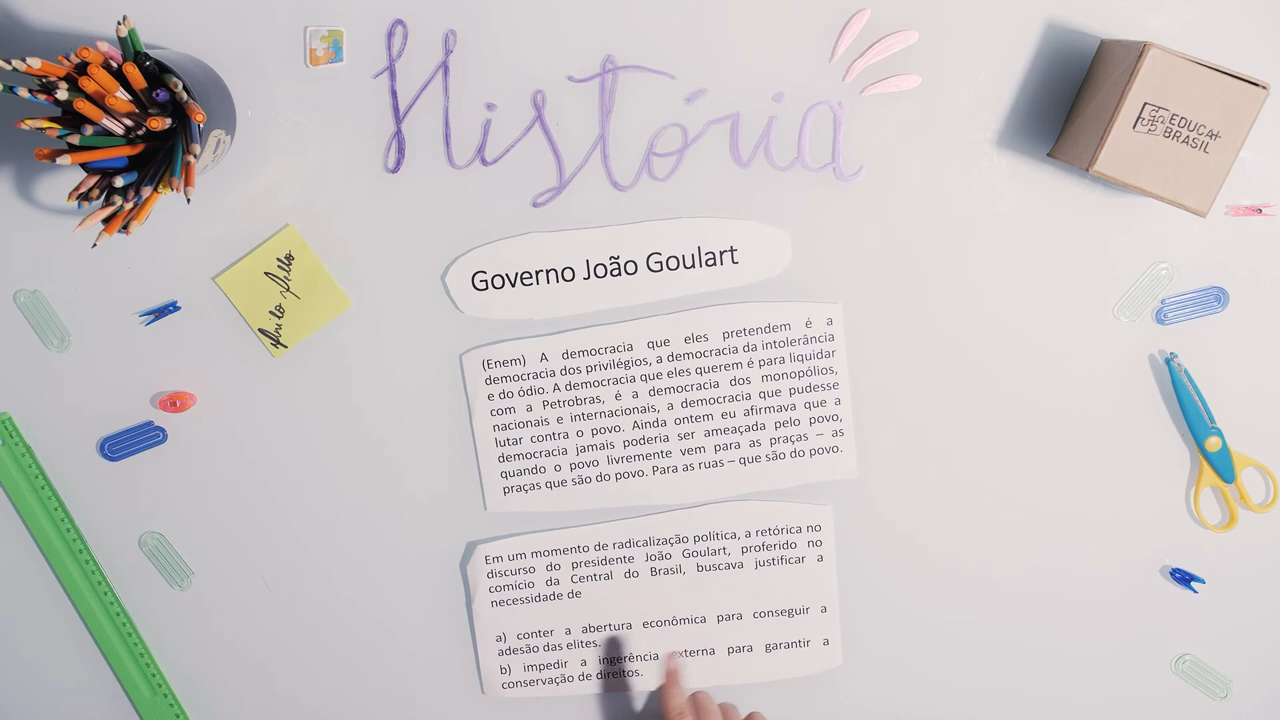 História
EDUCA+
BRASIL
Governo João Goulart
(Enem) A democracia que eles pretendem é a
democracia dos privilégios, a democracia da intolerância
e do ódio. A democracia que eles querem é para liquidar
com a Petrobras, é a democracia dos monopólios,
nacionais e internacionais, a democracia que pudesse
lutar contra o povo. Ainda ontem eu afirmava que a
democracia jamais poderia ser ameaçada pelo povo,
quando o povo livremente vem para as praças – as
praças que são do povo. Para as ruas – que são do povo.
Em um momento de radicalização política, a retórica no
discurso do presidente João Goulart, proferido no
comício da Central do Brasil, buscava justificar a
necessidade de
a) conter a abertura econômica para conseguir a
adesão das elites.
b) impedir a ingerência externa para garantir a
conservação de direitos.